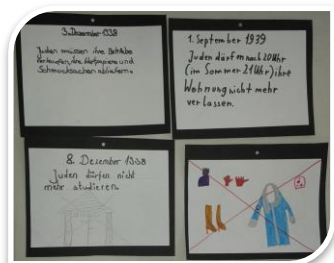 3. Dezember 1938
Juden müssen ihre Betriebe
verkaufen, ihre Wertpapiere und
Schmucksachen abliefern.
1. September 1939
Juden dürfen nach 20 Uhr
(im Sommer 21 Uhr) ihre
Wohnung nicht mehr
verlassen.
8. Dezember 1938
Juden dürfen nicht
mehr studieren.